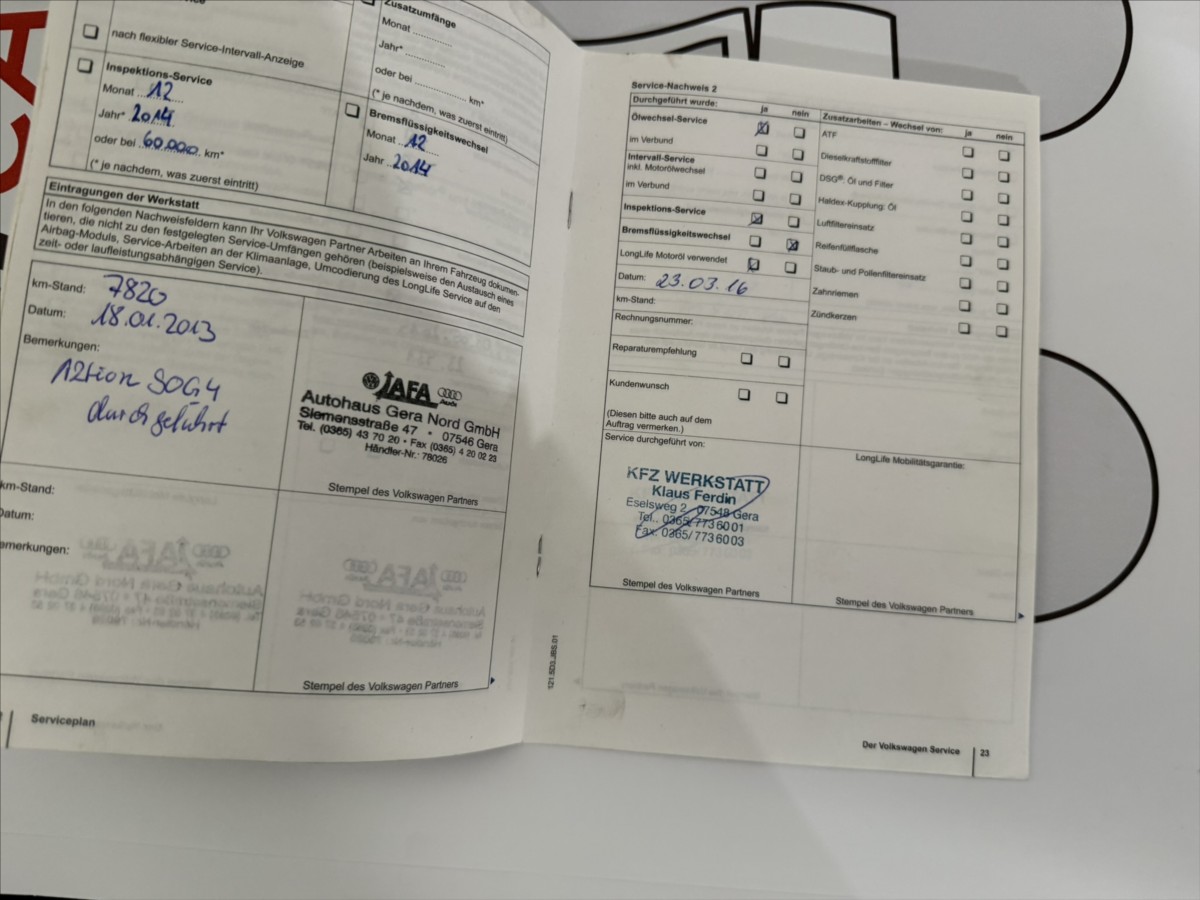 nach flexibler Service-Intervall-Anzeige
Inspektions-Service
Monat 12
Jahr* 2014
oder bei 60.000 km*
(* je nachdem, was zuerst eintritt)
Zusatzumfänge
Monat
Jahr*
oder bei km*
(* je nachdem, was zuerst eintritt)
Bremsflüssigkeitswechsel
Monat 12
Jahr 2014
Eintragungen der Werkstatt
In den folgenden Nachweisfeldern kann Ihr Volkswagen Partner Arbeiten an Ihrem Fahrzeug dokumen-
tieren, die nicht zu den festgelegten Service-Umfängen gehören (beispielsweise den Austausch eines
Airbag-Moduls, Service-Arbeiten an der Klimaanlage, Umcodierung des LongLife Service auf den
zeit- oder laufleistungsabhängigen Service).
km-Stand: 7820
Datum: 18.01.2013
Bemerkungen:
SOG4
durchgeführt
JAFA
Audi
Autohaus Gera Nord GmbH
Siemensstraße 47 · 07546 Gera
Tel. (0365) 43 70 20 • Fax (0365) 4 20 02 23
Händler-Nr.: 78026
Stempel des Volkswagen Partners
km-Stand:
Datum:
emerkungen:
Stempel des Volkswagen Partners
Serviceplan
121.5D3.JBS.01
Service-Nachweis 2
Durchgeführt wurde: ja nein
Ölwechsel-Service
im Verbund
Intervall-Service
inkl. Motorölwechsel
im Verbund
Inspektions-Service
Bremsflüssigkeitswechsel
LongLife Motoröl verwendet
Datum: 23.03.16
km-Stand:
Rechnungsnummer:
Reparaturempfehlung
Kundenwunsch
(Diesen bitte auch auf dem
Auftrag vermerken.)
Service durchgeführt von:
KFZ WERKSTATT
Klaus Ferdin
Eselsweg 2 07548 Gera
Tel.. 0365/7736001
Fax: 0365/7736003
Stempel des Volkswagen Partners
Zusatzarbeiten – Wechsel von: ja nein
ATF
Dieselkraftstofffilter
DSG®: Öl und Filter
Haldex-Kupplung: Öl
Luftfiltereinsatz
Reifenfüllflasche
Staub- und Pollenfiltereinsatz
Zahnriemen
Zündkerzen
LongLife Mobilitätsgarantie:
Stempel des Volkswagen Partners
Der Volkswagen Service 23